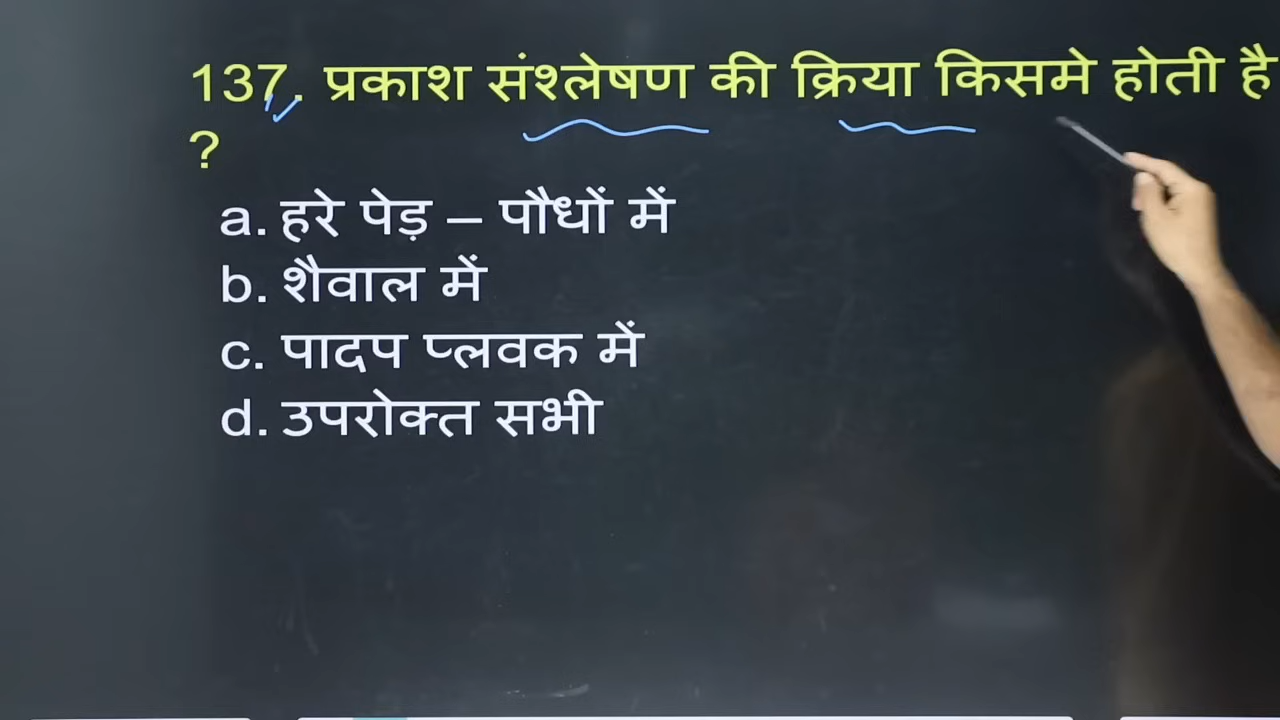 137. प्रकाश संश्लेषण की क्रिया किसमे होती है
?
a. हरे पेड़ – पौधों में
b. शैवाल में
c. पादप प्लवक में
d. उपरोक्त सभी